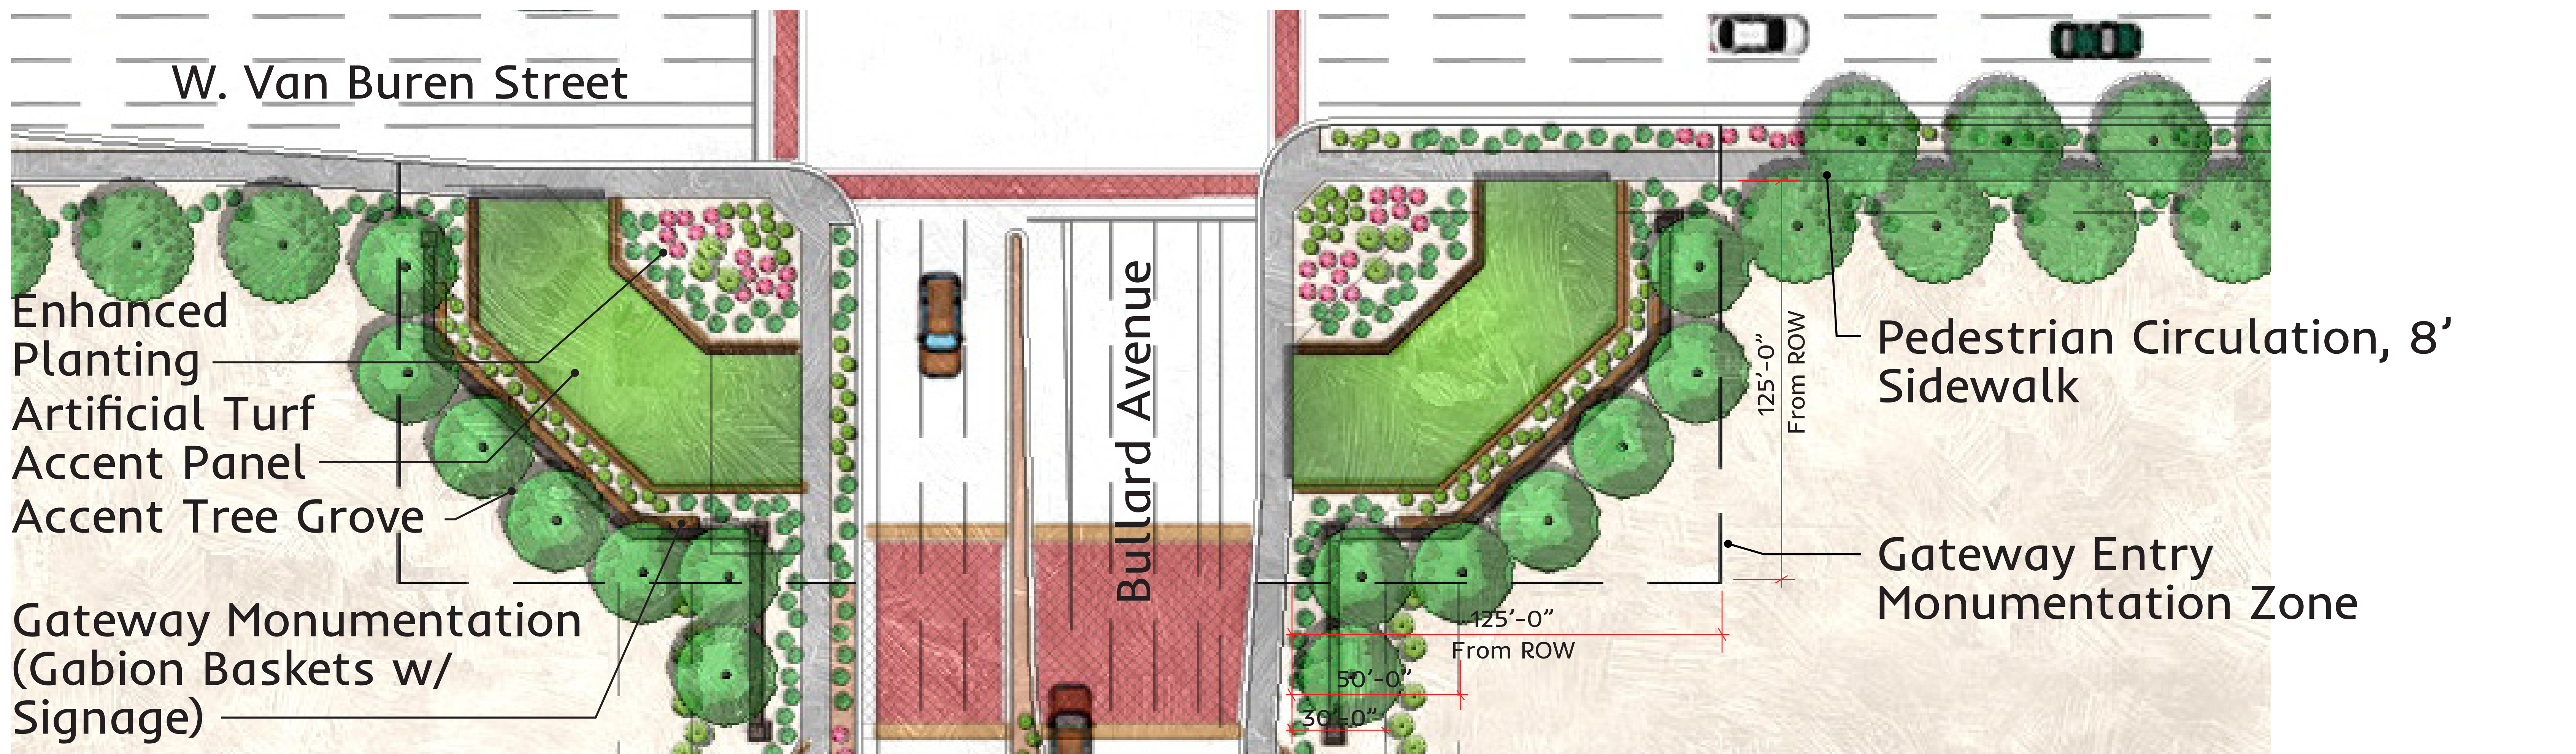 W. Van Buren Street
Enhanced
Planting
Artificial Turf
Accent Panel
Accent Tree Grove
Gateway Monumentation
(Gabion Baskets w/
Signage)
Bullard Avenue
125’-0”
From ROW
Pedestrian Circulation, 8’
Sidewalk
Gateway Entry
Monumentation Zone
125’-0”
From ROW
50’-0”
30’-0”